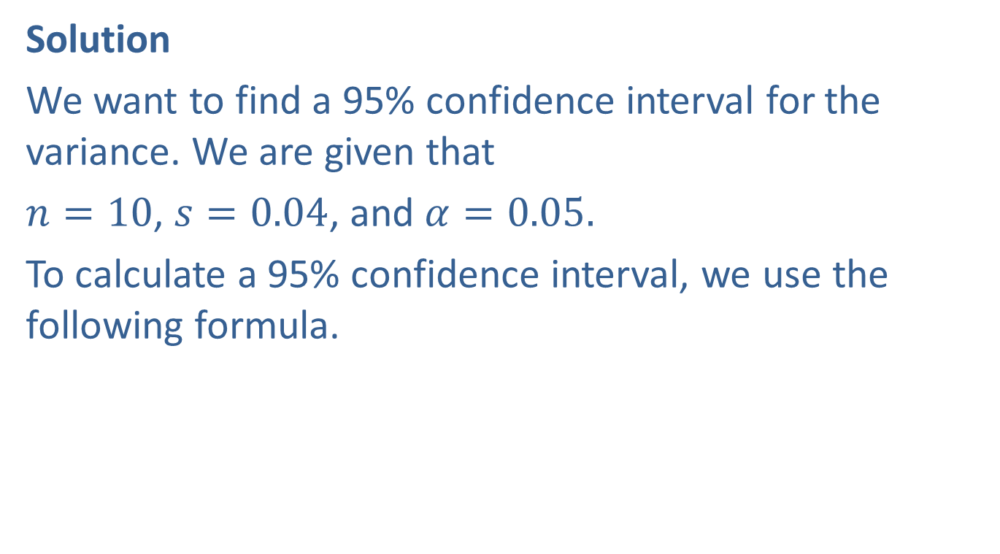 Solution
We want to find a 95% confidence interval for the
variance. We are given that
𝑛 = 10, 𝑠 = 0.04, and 𝛼 = 0.05.
To calculate a 95% confidence interval, we use the
following formula.